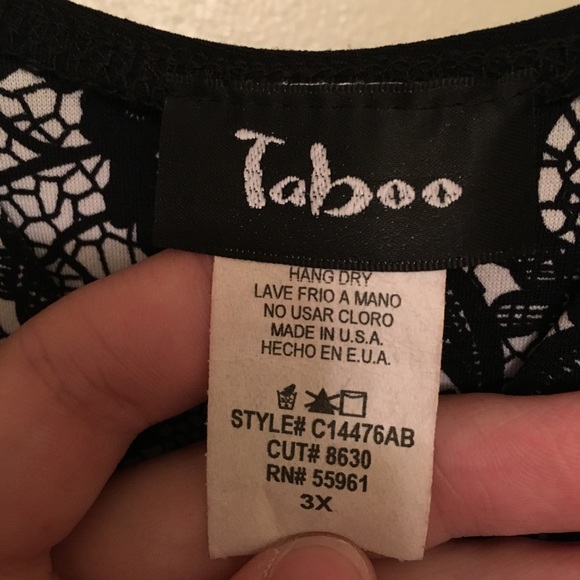 Taboo
HANG DRY
LAVE FRIO A MANO
NO USAR CLORO
MADE IN U.S.A.
HECHO EN E.U.A.
STYLE# C14476AB
CUT# 8630
RN# 55961
3X